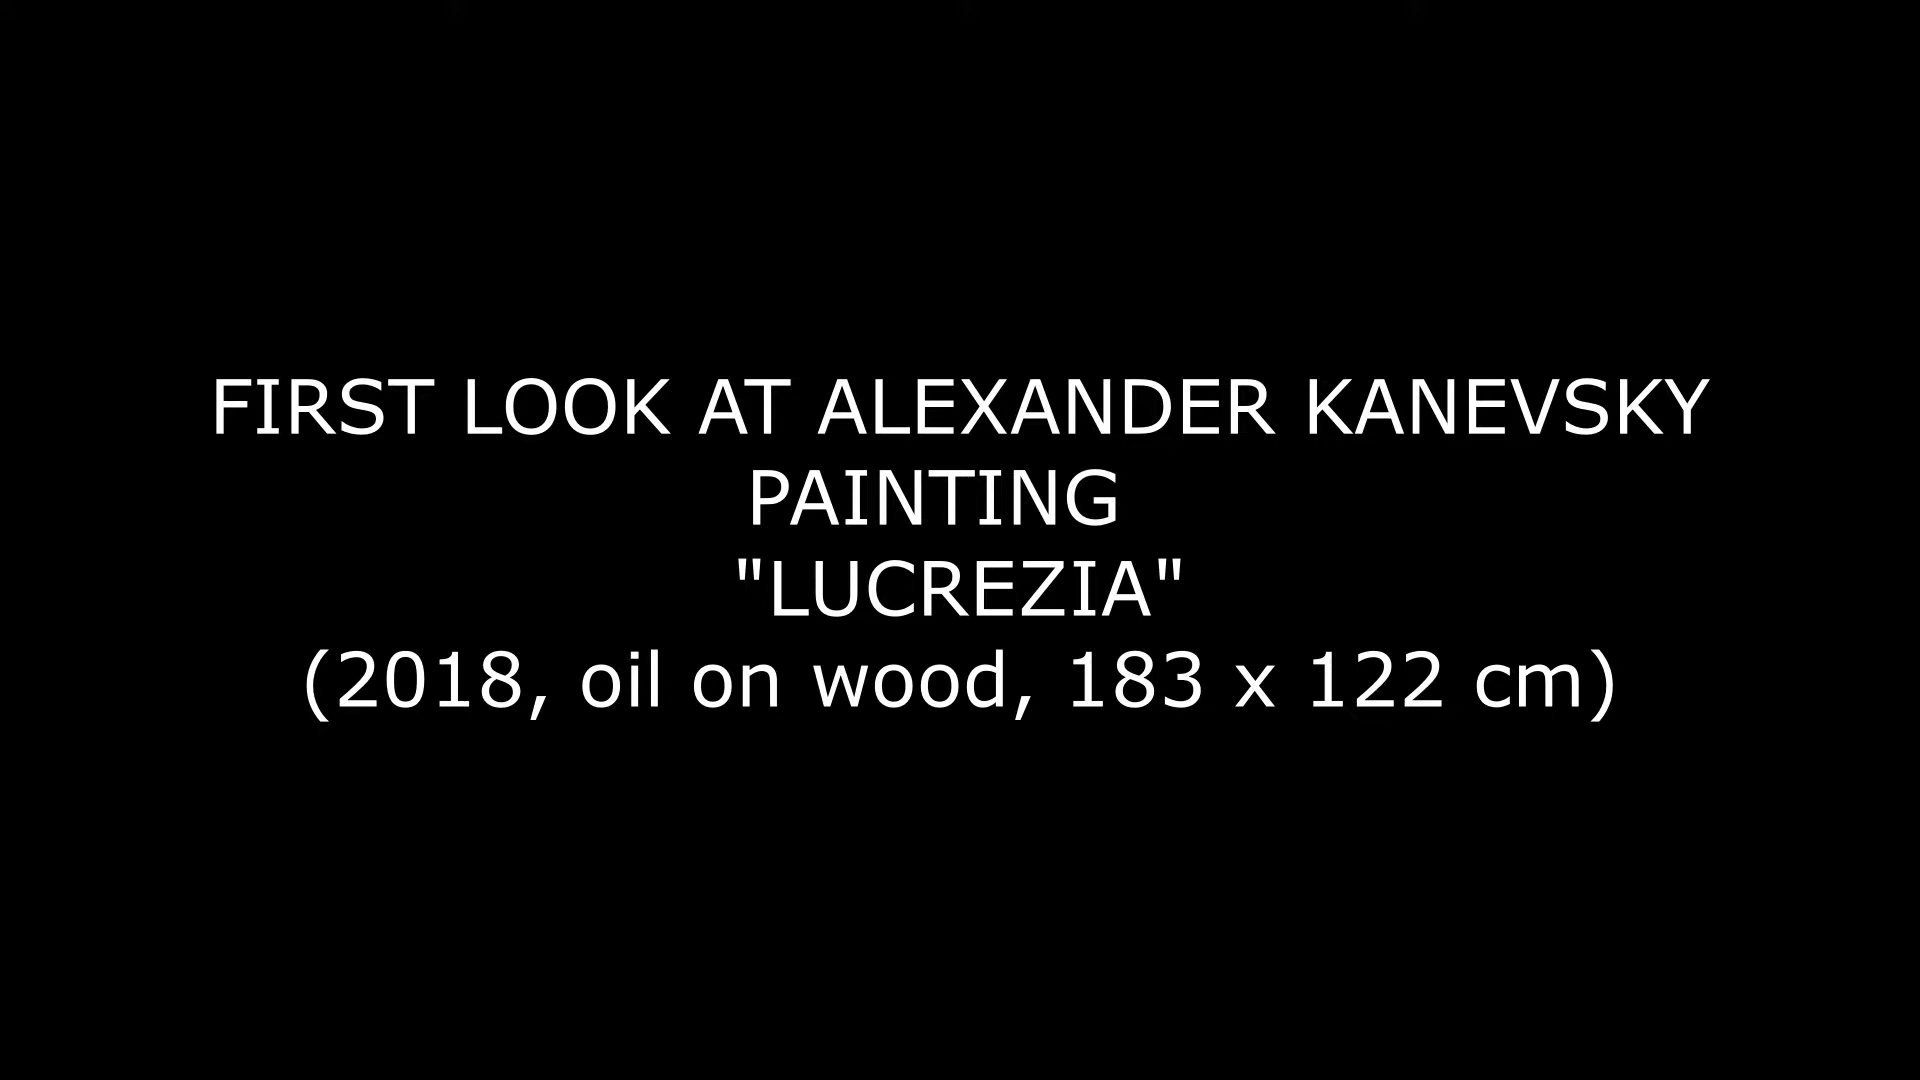 FIRST LOOK AT ALEXANDER KANEVSKY
PAINTING
"LUCREZIA"
(2018, oil on wood, 183 x 122 cm)